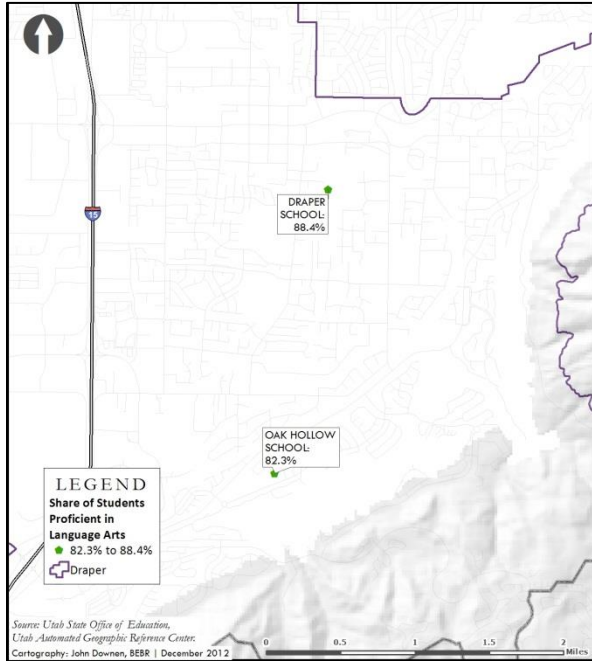 DRAPER
SCHOOL:
88.4%
15
OAK HOLLOW
SCHOOL:
82.3%
LEGEND
Share of Students
Proficient in
Language Arts
82.3% to 88.4%
Draper
Source: Utah State Office of Education,
Utah Automated Geographic Reference Center.
Cartography: John Downen, BEBR | December 2012
0 0.5 1 1.5 2
Miles